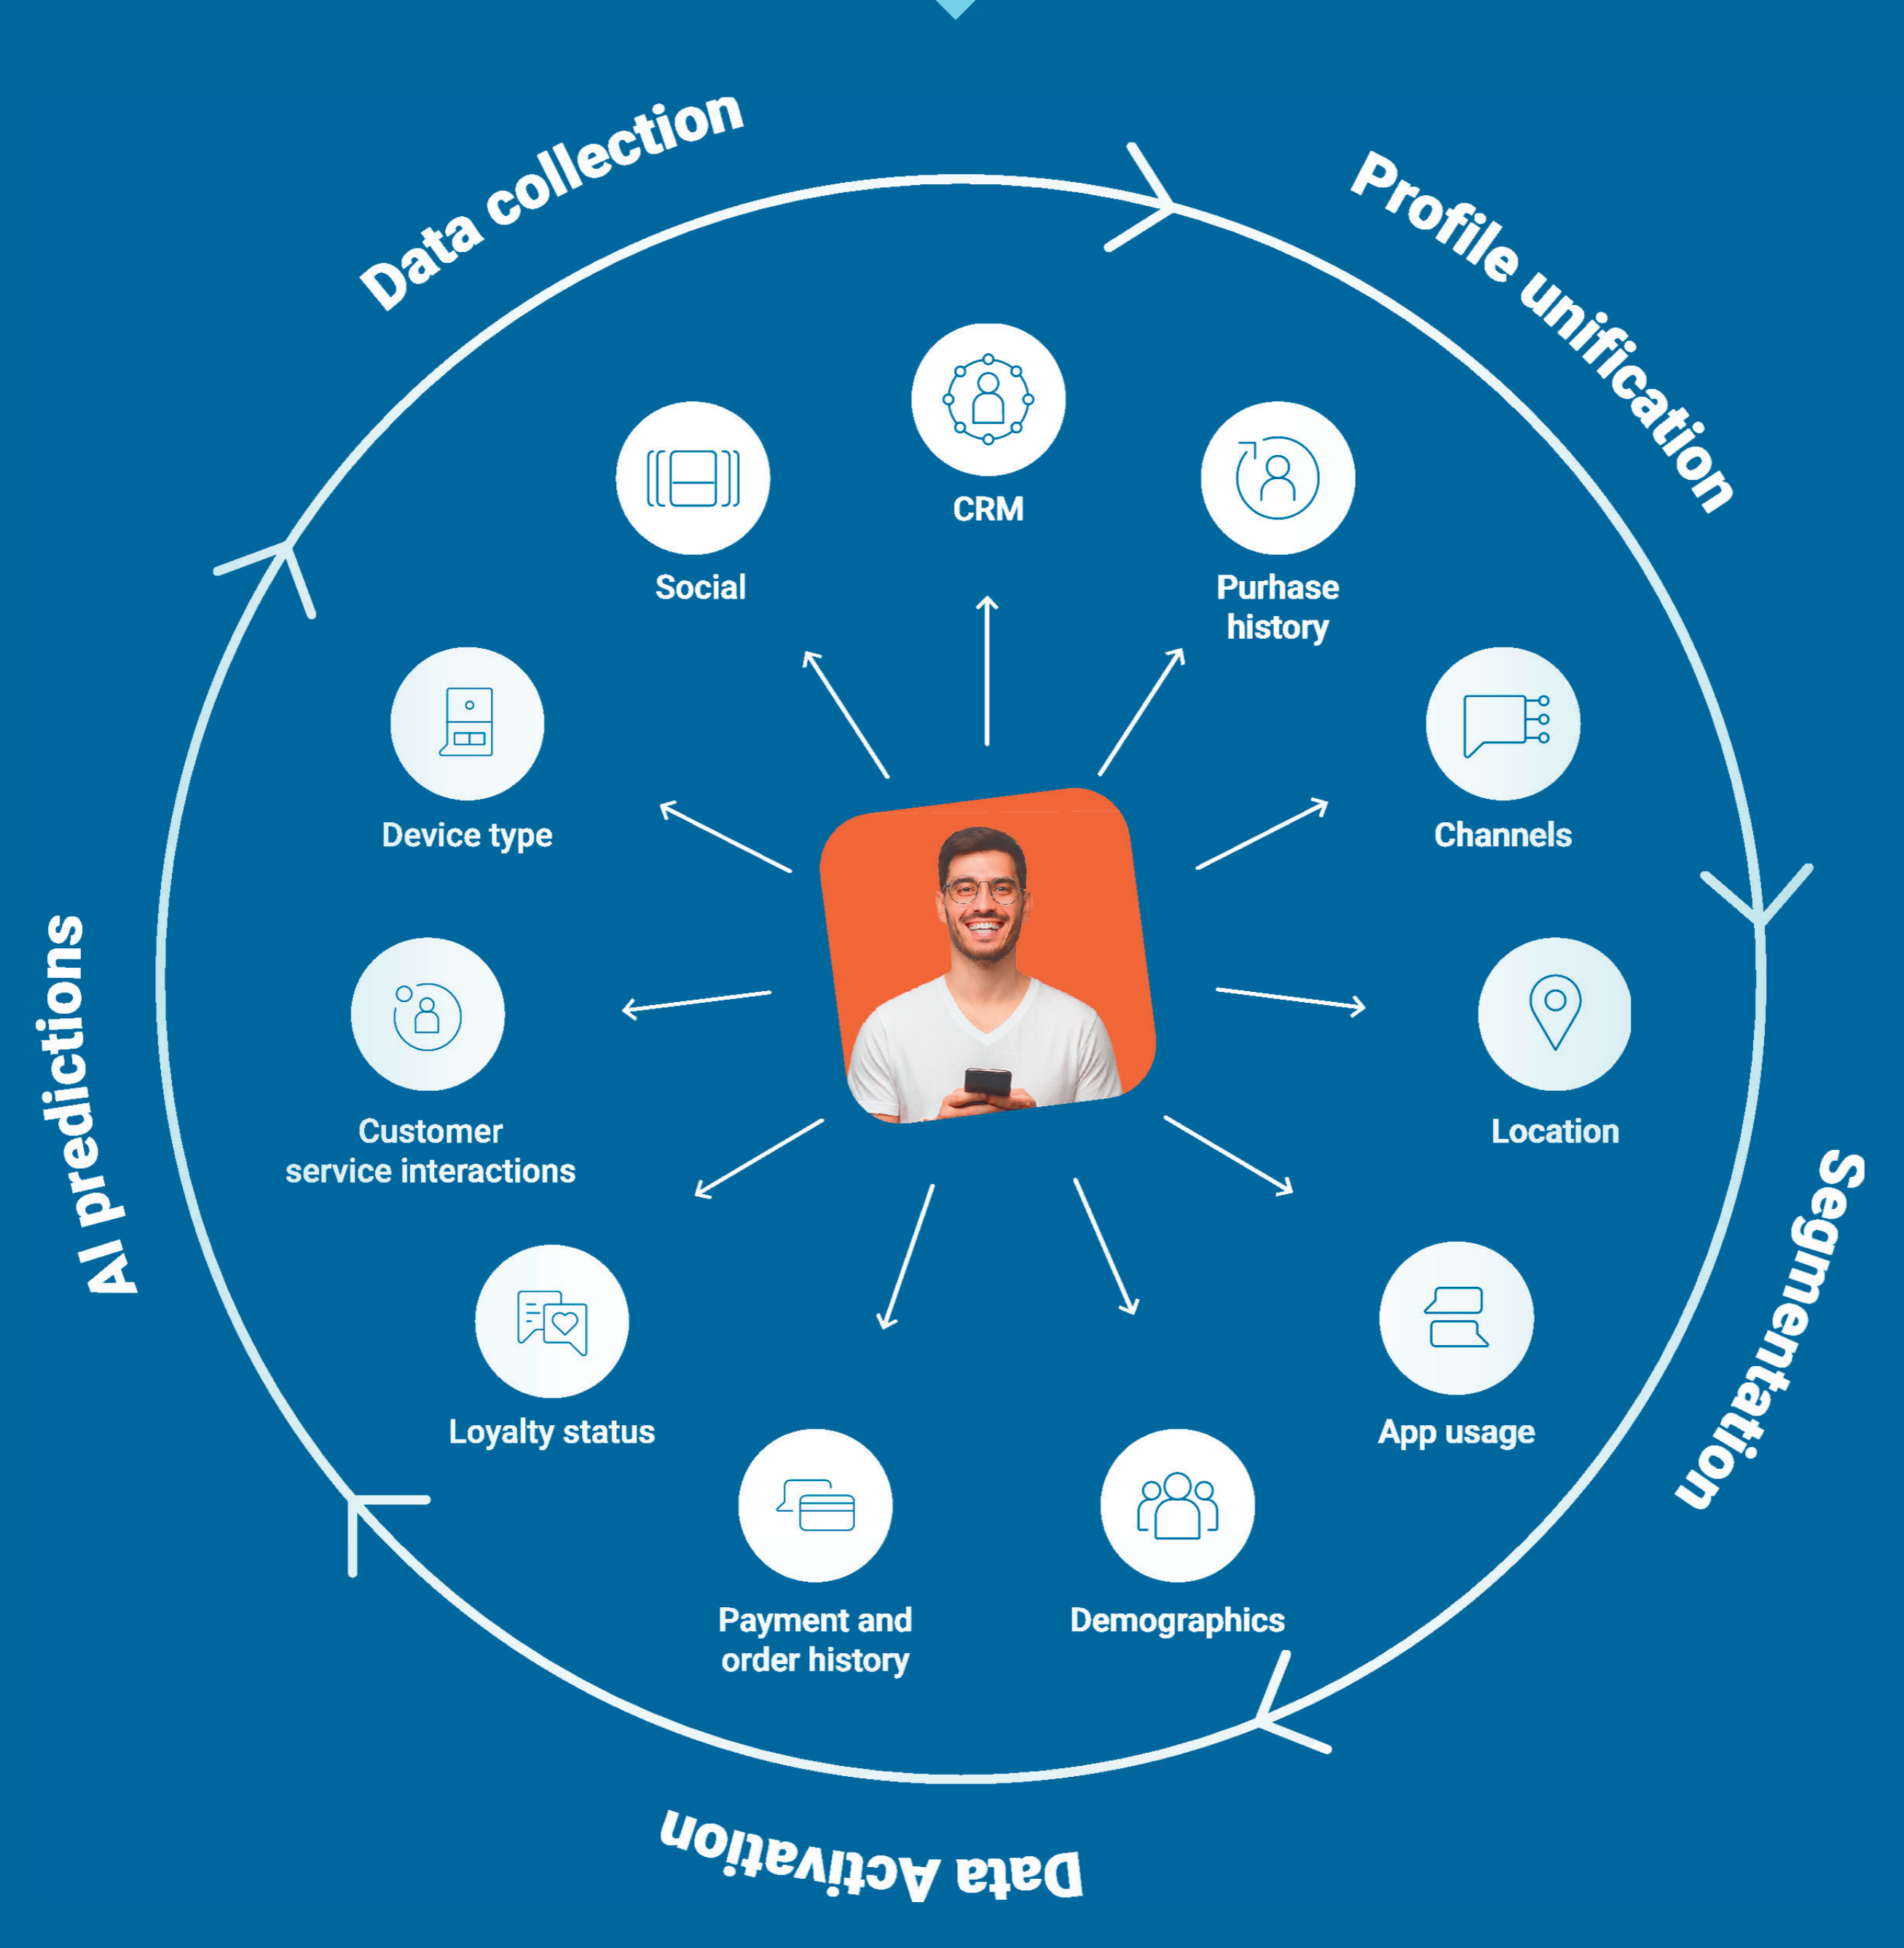 Data collection
Profile unification
Segmentation
Data Activation
AI predictions
CRM
Social
Purhase
history
Device type
Channels
Customer
service interactions
Location
Loyalty status
App usage
Payment and
order history
Demographics